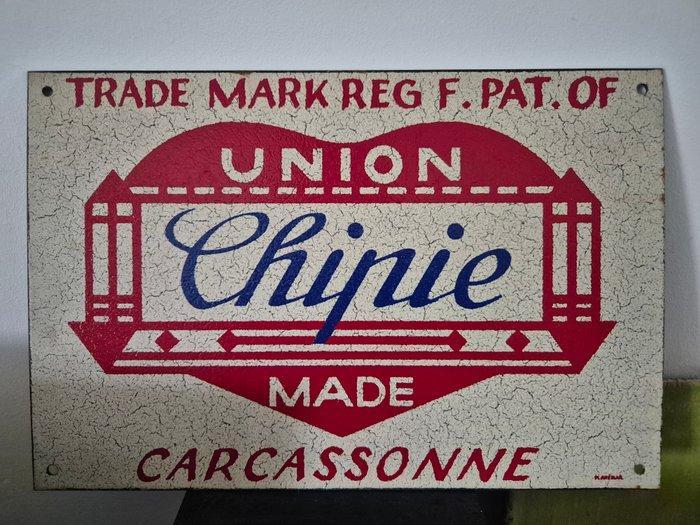 TRADE MARK REG F. PAT. OF
UNION
Chipie
MADE
CARCASSONNE